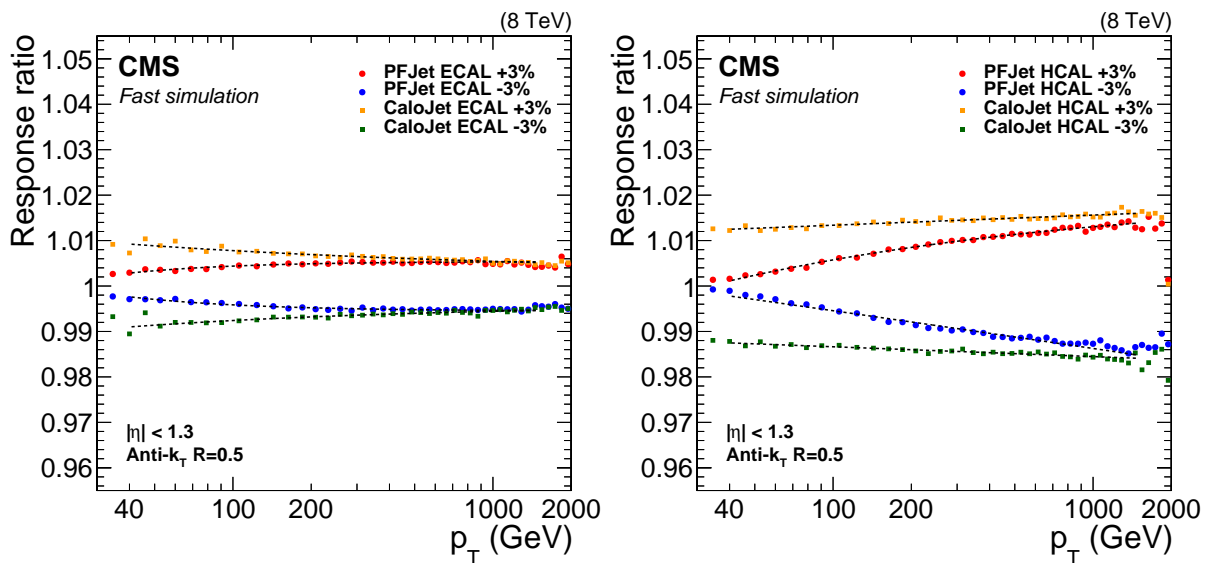 (8 TeV)
Response ratio
1.05
1.04
1.03
1.02
1.01
1
0.99
0.98
0.97
0.96
CMS
Fast simulation
PFJet ECAL +3%
PFJet ECAL -3%
CaloJet ECAL +3%
CaloJet ECAL -3%
|η| < 1.3
Anti-k_T R=0.5
40 100 200 1000 2000
p_T (GeV)
(8 TeV)
Response ratio
1.05
1.04
1.03
1.02
1.01
1
0.99
0.98
0.97
0.96
CMS
Fast simulation
PFJet HCAL +3%
PFJet HCAL -3%
CaloJet HCAL +3%
CaloJet HCAL -3%
|η| < 1.3
Anti-k_T R=0.5
40 100 200 1000 2000
p_T (GeV)